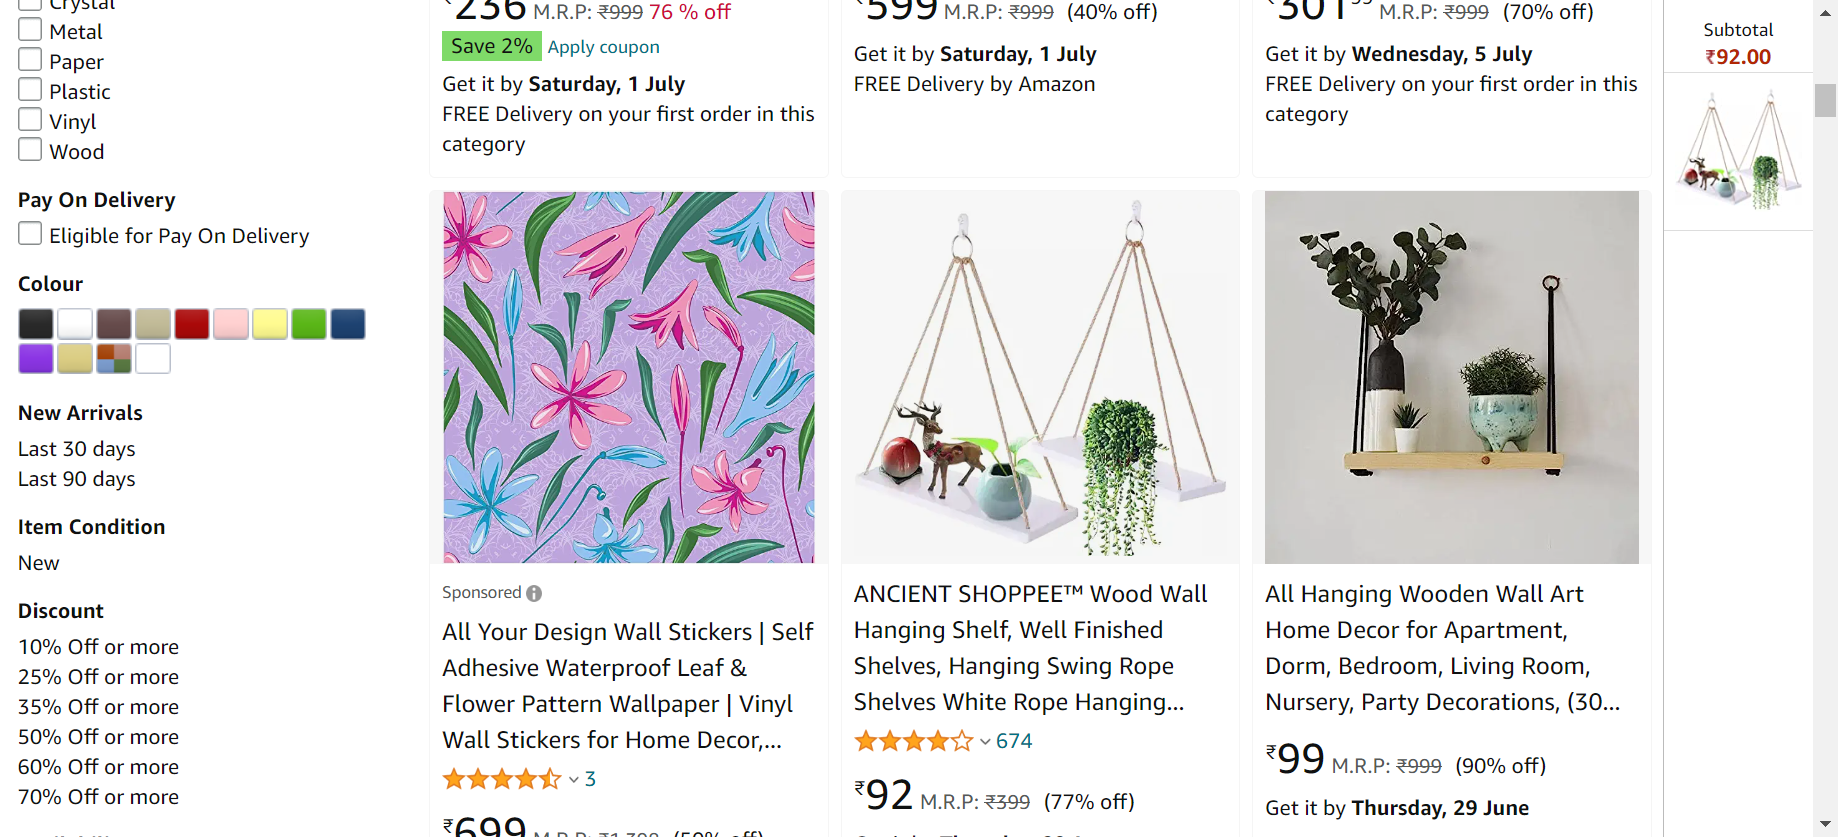 Crystal
Metal
Paper
Plastic
Vinyl
Wood
Pay On Delivery
Eligible for Pay On Delivery
Colour
New Arrivals
Last 30 days
Last 90 days
Item Condition
New
Discount
10% Off or more
25% Off or more
35% Off or more
50% Off or more
60% Off or more
70% Off or more
₹236 M.R.P: ₹999 76 % off
Save 2% Apply coupon
Get it by Saturday, 1 July
FREE Delivery on your first order in this
category
₹599 M.R.P: ₹999 (40% off)
Get it by Saturday, 1 July
FREE Delivery by Amazon
M.R.P: ₹999 (70% off)
Get it by Wednesday, 5 July
FREE Delivery on your first order in this
category
Sponsored
All Your Design Wall Stickers | Self
Adhesive Waterproof Leaf &
Flower Pattern Wallpaper | Vinyl
Wall Stickers for Home Decor,...
3
₹699
ANCIENT SHOPPEE™ Wood Wall
Hanging Shelf, Well Finished
Shelves, Hanging Swing Rope
Shelves White Rope Hanging...
674
₹92 M.R.P: ₹399 (77% off)
All Hanging Wooden Wall Art
Home Decor for Apartment,
Dorm, Bedroom, Living Room,
Nursery, Party Decorations, (30...
₹99 M.R.P: ₹999 (90% off)
Get it by Thursday, 29 June
Subtotal
₹92.00